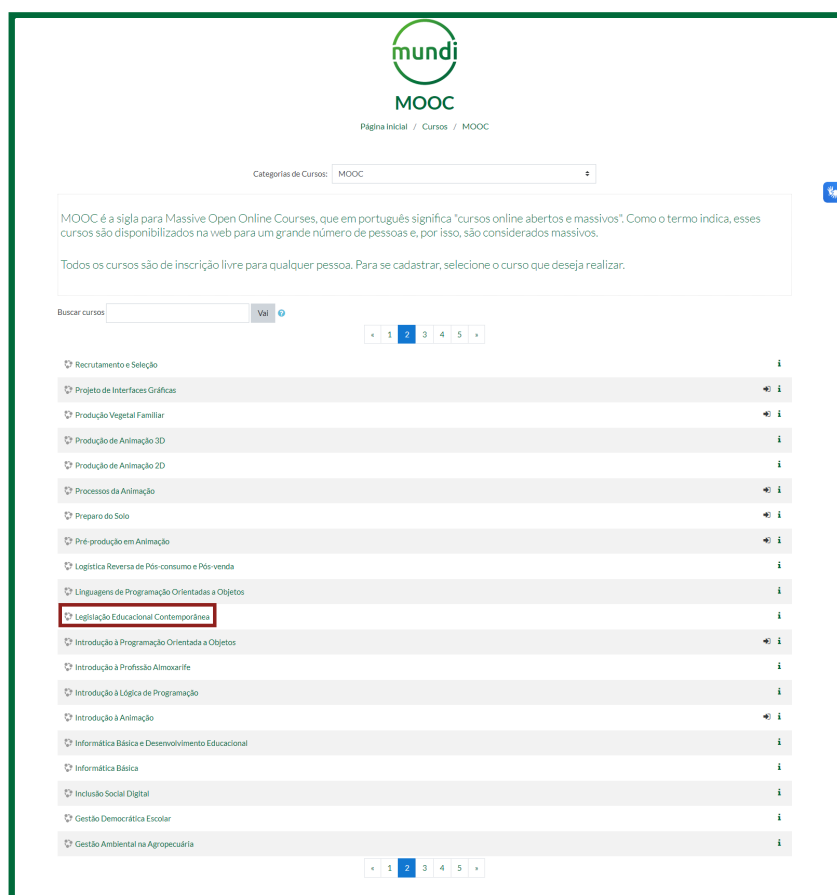 mundi
MOOC
Página inicial / Cursos / MOOC
Categorias de Cursos: MOOC
MOOC é a sigla para Massive Open Online Courses, que em português significa "cursos online abertos e massivos". Como o termo indica, esses
cursos são disponibilizados na web para um grande número de pessoas e, por isso, são considerados massivos.
Todos os cursos são de inscrição livre para qualquer pessoa. Para se cadastrar, selecione o curso que deseja realizar.
Buscar cursos Vai ?
« 1 2 3 4 5 »
Recrutamento e Seleção
Projeto de Interfaces Gráficas
Produção Vegetal Familiar
Produção de Animação 3D
Produção de Animação 2D
Processos da Animação
Preparo do Solo
Pré-produção em Animação
Logística Reversa de Pós-consumo e Pós-venda
Linguagens de Programação Orientadas a Objetos
Legislação Educacional Contemporânea
Introdução à Programação Orientada a Objetos
Introdução à Profissão Almoxarife
Introdução à Lógica de Programação
Introdução à Animação
Informática Básica e Desenvolvimento Educacional
Informática Básica
Inclusão Social Digital
Gestão Democrática Escolar
Gestão Ambiental na Agropecuária
« 1 2 3 4 5 »